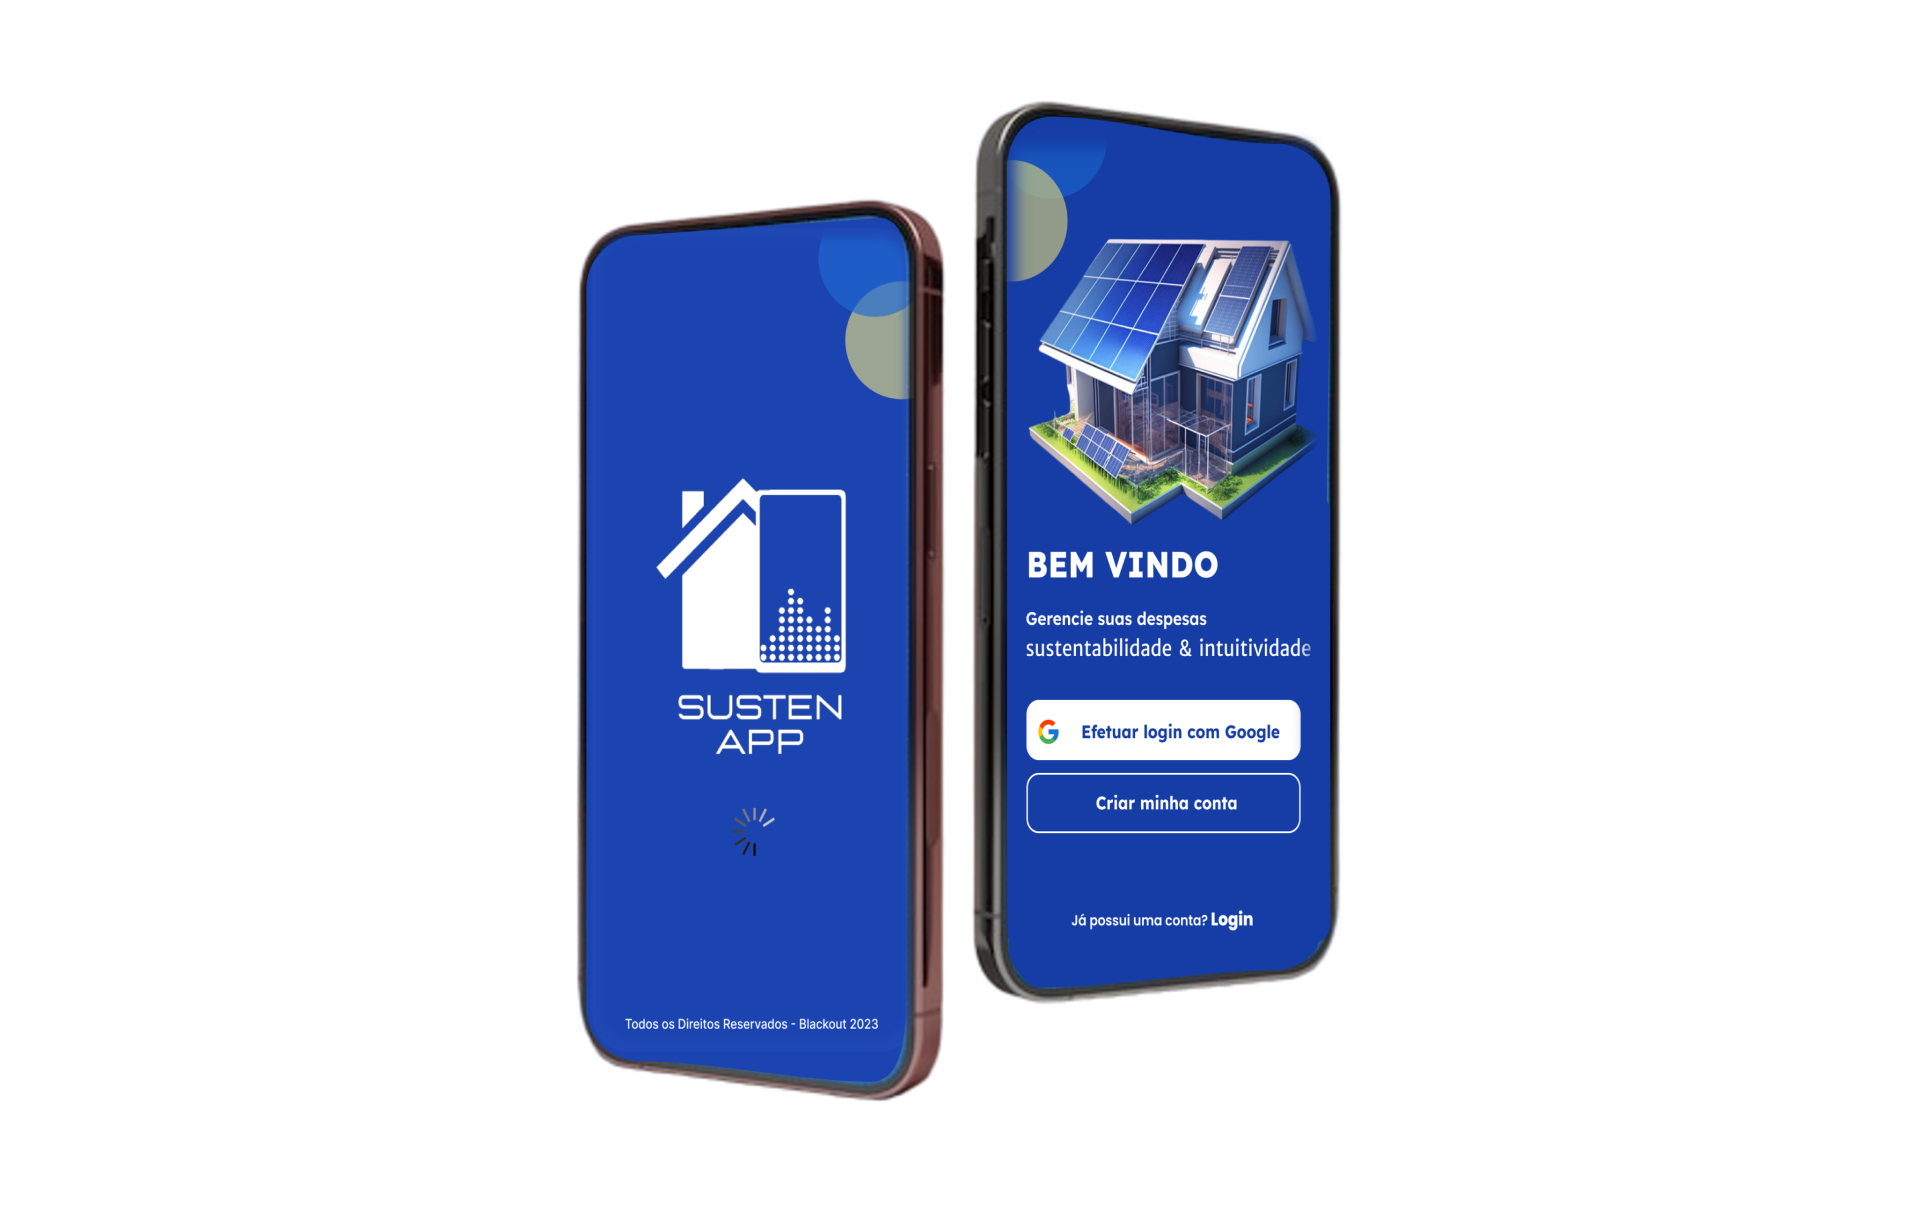 SUSTEN
APP
Todos os Direitos Reservados - Blackout 2023
BEM VINDO
Gerencie suas despesas
sustentabilidade & intuitividade
Efetuar login com Google
Criar minha conta
Já possui uma conta? Login